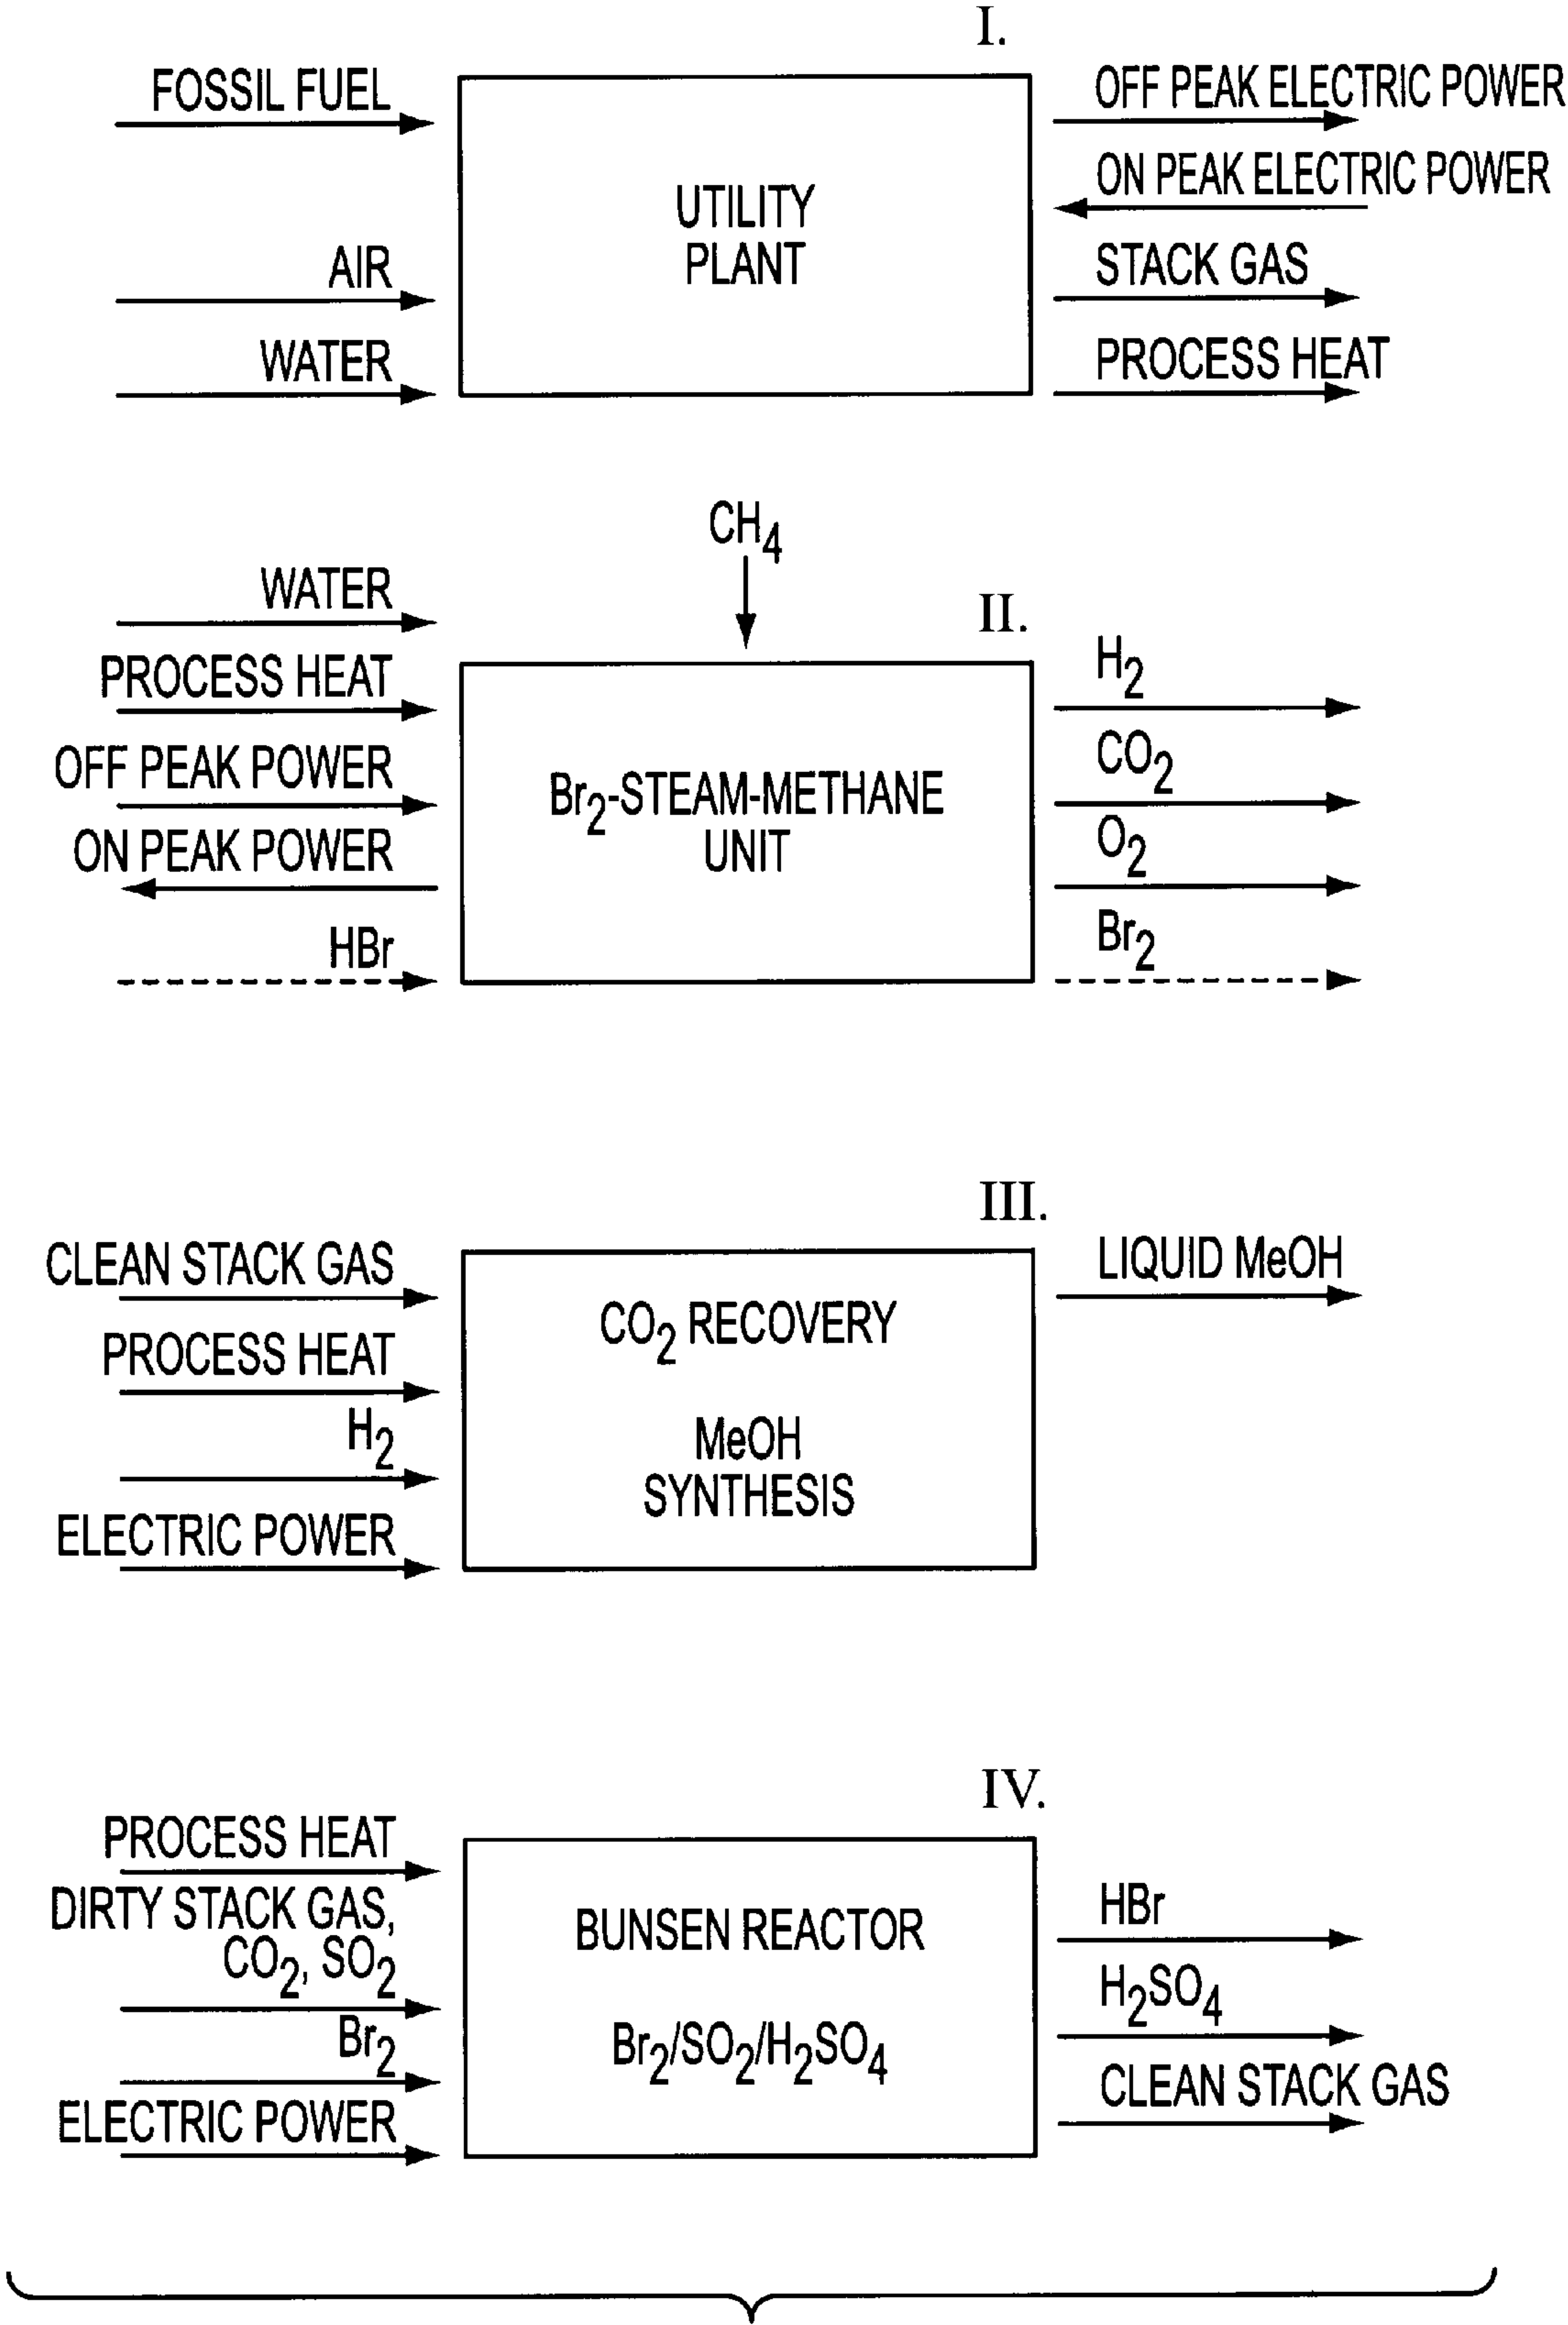 I.
FOSSIL FUEL
OFF PEAK ELECTRIC POWER
ON PEAK ELECTRIC POWER
UTILITY
PLANT
AIR
STACK GAS
WATER
PROCESS HEAT
CH4
II.
WATER
H2
PROCESS HEAT
CO2
OFF PEAK POWER
Br2-STEAM-METHANE
UNIT
ON PEAK POWER
O2
HBr
Br2
III.
CLEAN STACK GAS
LIQUID MeOH
CO2 RECOVERY
PROCESS HEAT
H2
MeOH
SYNTHESIS
ELECTRIC POWER
IV.
PROCESS HEAT
DIRTY STACK GAS,
CO2, SO2
BUNSEN REACTOR
HBr
H2SO4
Br2
Br2/SO2/H2SO4
CLEAN STACK GAS
ELECTRIC POWER